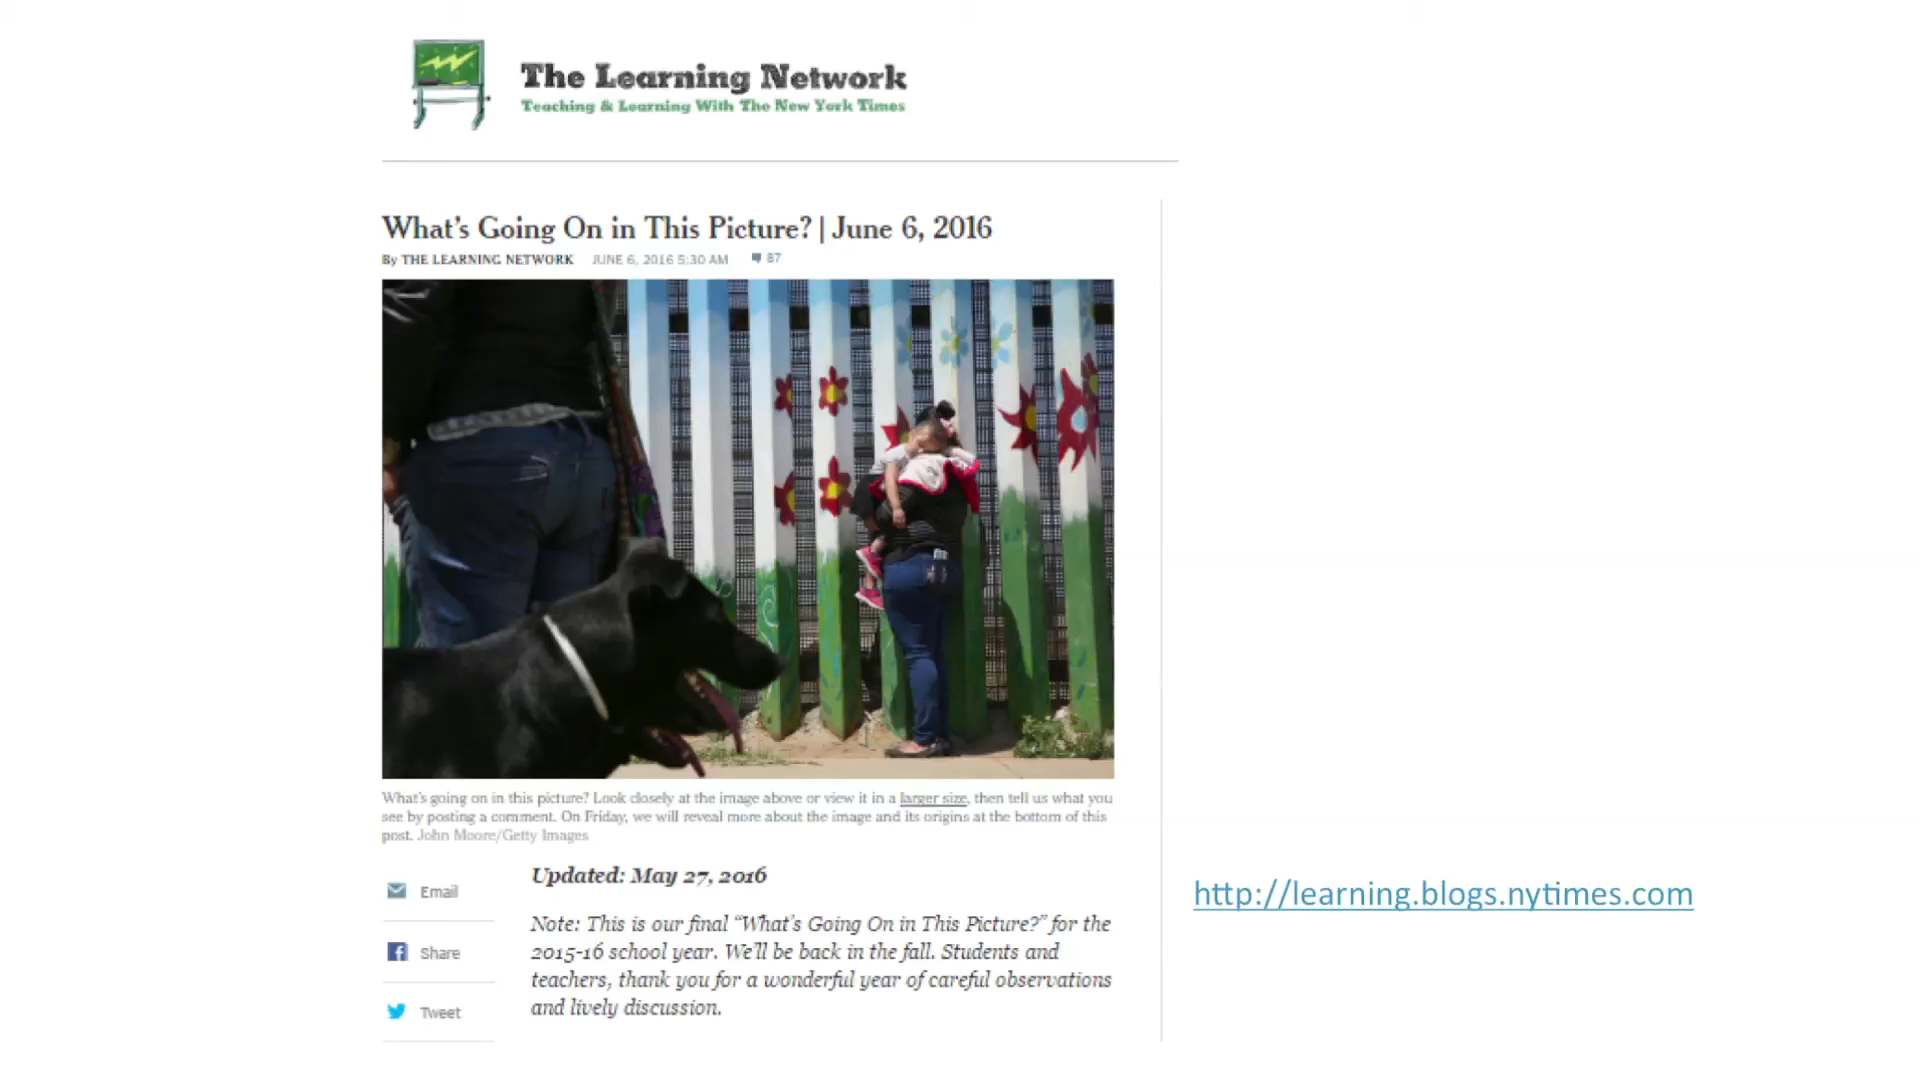 The Learning Network
Teaching & Learning With The New York Times
What's Going On in This Picture? | June 6, 2016
By THE LEARNING NETWORK JUNE 6, 2016 5:30 AM 87
What's going on in this picture? Look closely at the image above or view it in a larger size, then tell us what you
see by posting a comment. On Friday, we will reveal more about the image and its origins at the bottom of this
post. John Moore/Getty Images
Updated: May 27, 2016
Email
Note: This is our final "What's Going On in This Picture?" for the
2015-16 school year. We'll be back in the fall. Students and
Share
teachers, thank you for a wonderful year of careful observations
and lively discussion.
Tweet
http://learning.blogs.nytimes.com